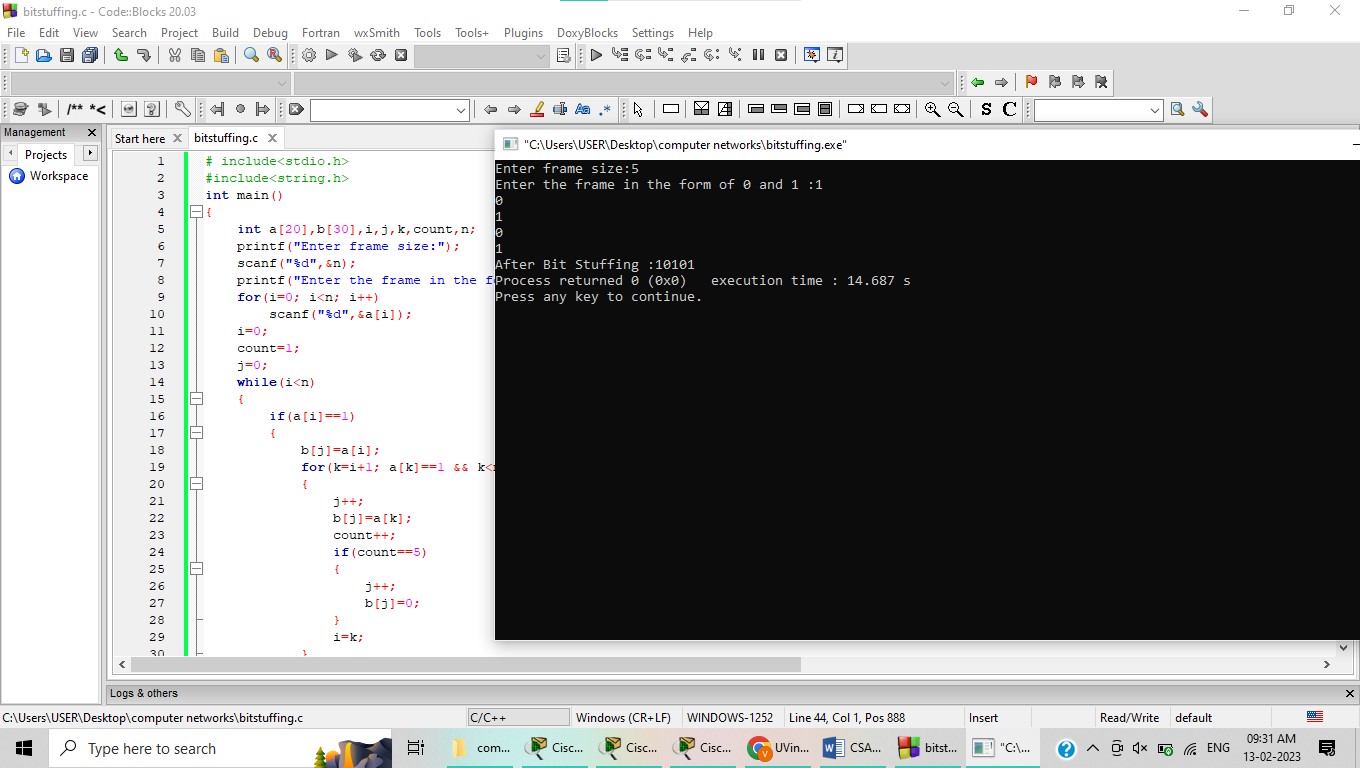 bitstuffing.c - Code::Blocks 20.03
File Edit View Search Project Build Debug Fortran wxSmith Tools Tools+ Plugins DoxyBlocks Settings Help
/** *< Aa .* S C
Management
Projects
Workspace
Start here bitstuffing.c
1 # include<stdio.h>
2 #include<string.h>
3 int main()
4 {
5 int a[20],b[30],i,j,k,count,n;
6 printf("Enter frame size:");
7 scanf("%d",&n);
8 printf("Enter the frame in the f
9 for(i=0; i<n; i++)
10 scanf("%d",&a[i]);
11 i=0;
12 count=1;
13 j=0;
14 while(i<n)
15 {
16 if(a[i]==1)
17 {
18 b[j]=a[i];
19 for(k=i+1; a[k]==1 && k<
20 {
21 j++;
22 b[j]=a[k];
23 count++;
24 if(count==5)
25 {
26 j++;
27 b[j]=0;
28 }
29 i=k;
30 }
"C:\Users\USER\Desktop\computer networks\bitstuffing.exe"
Enter frame size:5
Enter the frame in the form of 0 and 1 :1
0
1
0
1
After Bit Stuffing :10101
Process returned 0 (0x0) execution time : 14.687 s
Press any key to continue.
Logs & others
C:\Users\USER\Desktop\computer networks\bitstuffing.c C/C++ Windows (CR+LF) WINDOWS-1252 Line 44, Col 1, Pos 888 Insert Read/Write default
Type here to search com... Cisc... Cisc... Cisc... UVin... CSA... bitst... "C:\... ENG 09:31 AM
13-02-2023